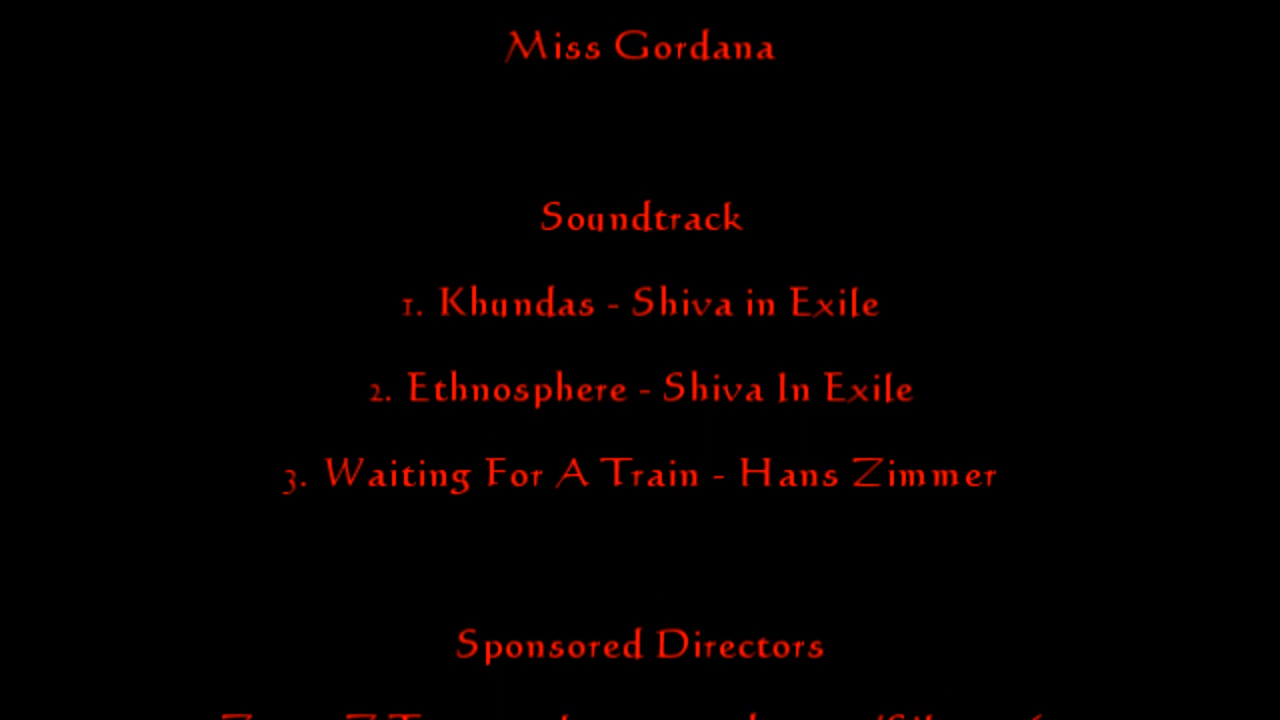 Miss Gordana
Soundtrack
1. Khundas - Shiva in Exile
2. Ethnosphere - Shiva In Exile
3. Waiting For A Train - Hans Zimmer
Sponsored Directors